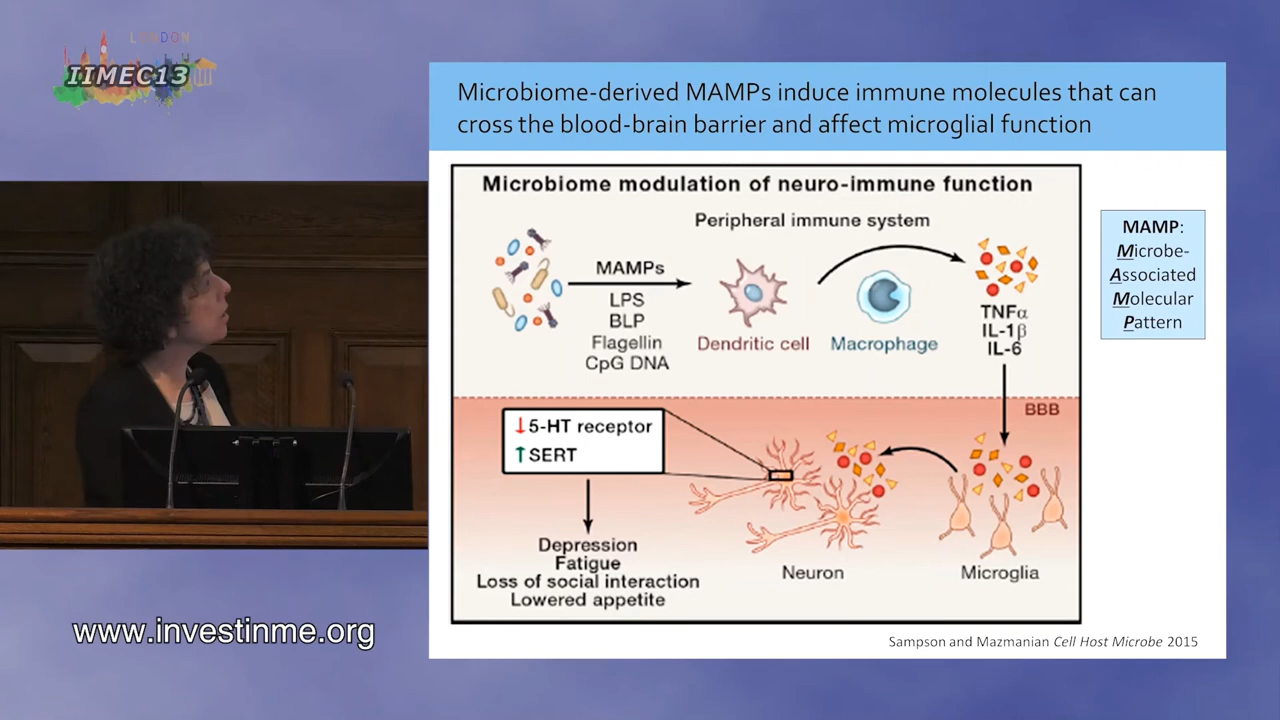 LONDON
IIMEC13
Microbiome-derived MAMPs induce immune molecules that can
cross the blood-brain barrier and affect microglial function
Microbiome modulation of neuro-immune function
Peripheral immune system
MAMPs
LPS
BLP
Flagellin
CpG DNA
Dendritic cell
Macrophage
TNFα
IL-1β
IL-6
MAMP:
Microbe-
Associated
Molecular
Pattern
BBB
↓5-HT receptor
↑SERT
Depression
Fatigue
Loss of social interaction
Lowered appetite
Neuron
Microglia
Sampson and Mazmanian Cell Host Microbe 2015
www.investinme.org